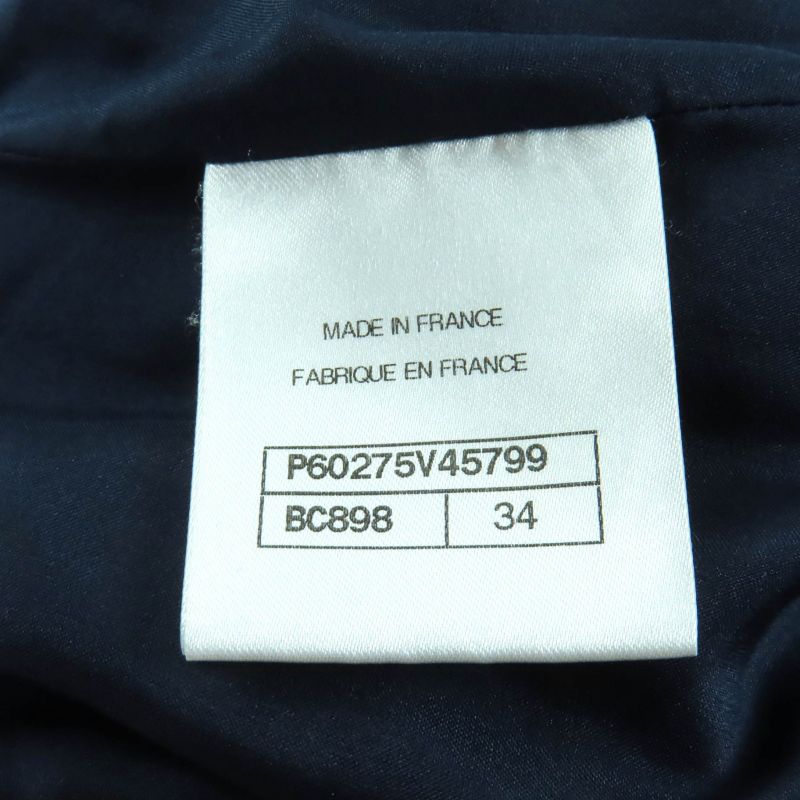 MADE IN FRANCE
FABRIQUE EN FRANCE
P60275V45799
BC898 34